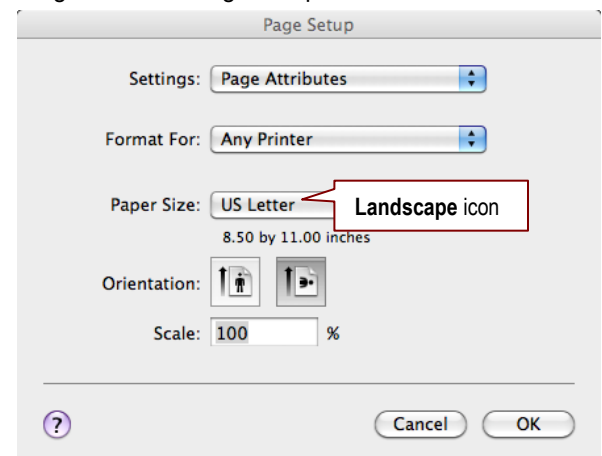 Page Setup
Settings: Page Attributes
Format For: Any Printer
Paper Size: US Letter
Landscape icon
8.50 by 11.00 inches
Orientation:
Scale: 100 %
? Cancel OK